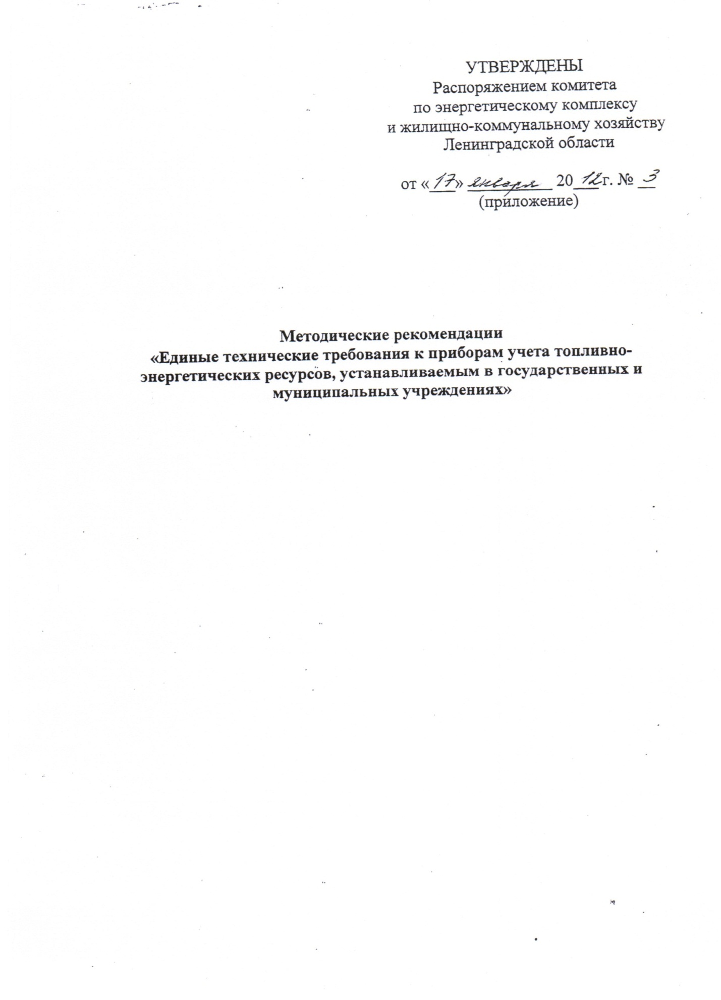 УТВЕРЖДЕНЫ
Распоряжением комитета
по энергетическому комплексу
и жилищно-коммунальному хозяйству
Ленинградской области
от «17» января 2012г. № 3
(приложение)
Методические рекомендации
«Единые технические требования к приборам учета топливно-
энергетических ресурсов, устанавливаемым в государственных и
муниципальных учреждениях»